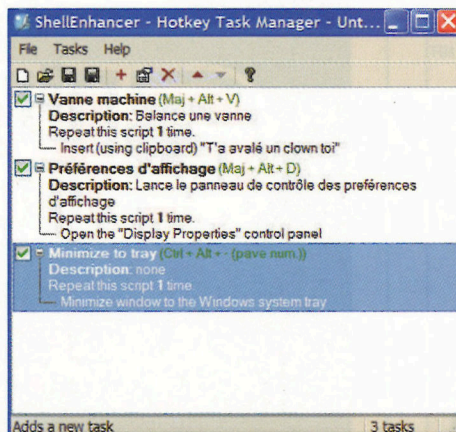 ShellEnhancer - Hotkey Task Manager - Unt...
File Tasks Help
Vanne machine (Maj + Alt + V)
Description: Balance une vanne
Repeat this script 1 time.
Insert (using clipboard) "T'a avalé un clown toi"
Préférences d'affichage (Maj + Alt + D)
Description: Lance le panneau de contrôle des preférences
d'affichage
Repeat this script 1 time.
Open the "Display Properties" control panel
Minimize to tray (Ctrl + Alt + - (pave num.))
Description: none
Repeat this script 1 time.
Minimize window to the Windows system tray
Adds a new task 3 tasks